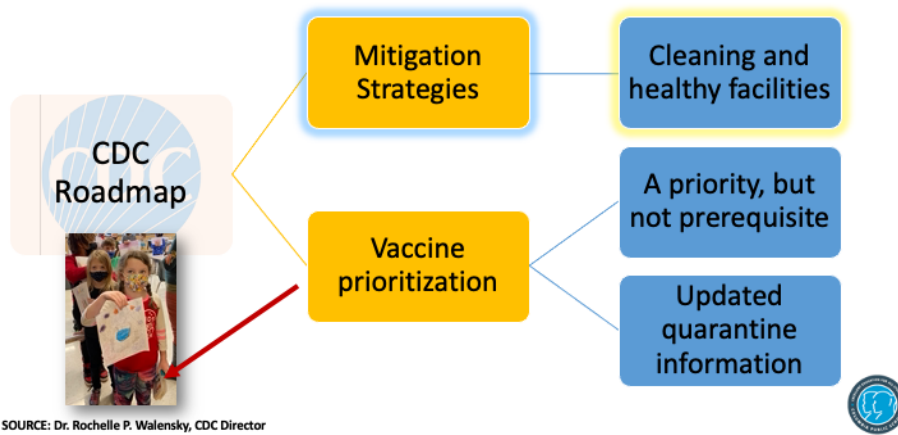 CDC
Roadmap
Mitigation
Strategies
Cleaning and
healthy facilities
Vaccine
prioritization
A priority, but
not prerequisite
Updated
quarantine
information
SOURCE: Dr. Rochelle P. Walensky, CDC Director
CDC